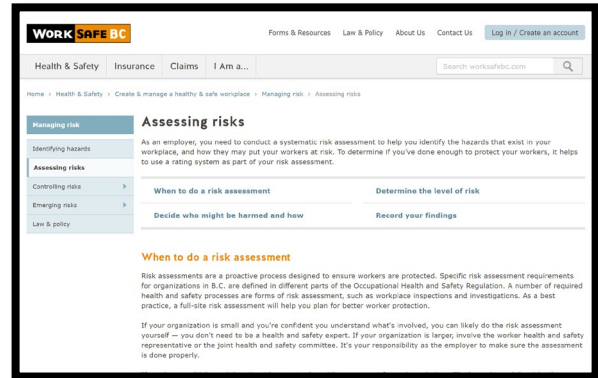 WORK SAFE BC
Forms & Resources Law & Policy About Us Contact Us Log in / Create an account
Health & Safety Insurance Claims I Am a... Search worksafebc.com
Home › Health & Safety › Create & manage a healthy & safe workplace › Managing risk › Assessing risks
Managing risk
Identifying hazards
Assessing risks
Controlling risks
Emerging risks
Law & policy
Assessing risks
As an employer, you need to conduct a systematic risk assessment to help you identify the hazards that exist in your
workplace, and how they may put your workers at risk. To determine if you've done enough to protect your workers, it helps
to use a rating system as part of your risk assessment.
When to do a risk assessment Determine the level of risk
Decide who might be harmed and how Record your findings
When to do a risk assessment
Risk assessments are a proactive process designed to ensure workers are protected. Specific risk assessment requirements
for organizations in B.C. are defined in different parts of the Occupational Health and Safety Regulation. A number of required
health and safety processes are forms of risk assessment, such as workplace inspections and investigations. As a best
practice, a full-site risk assessment will help you plan for better worker protection.
If your organization is small and you're confident you understand what's involved, you can likely do the risk assessment
yourself — you don't need to be a health and safety expert. If your organization is larger, involve the worker health and safety
representative or the joint health and safety committee. It's your responsibility as the employer to make sure the assessment
is done properly.